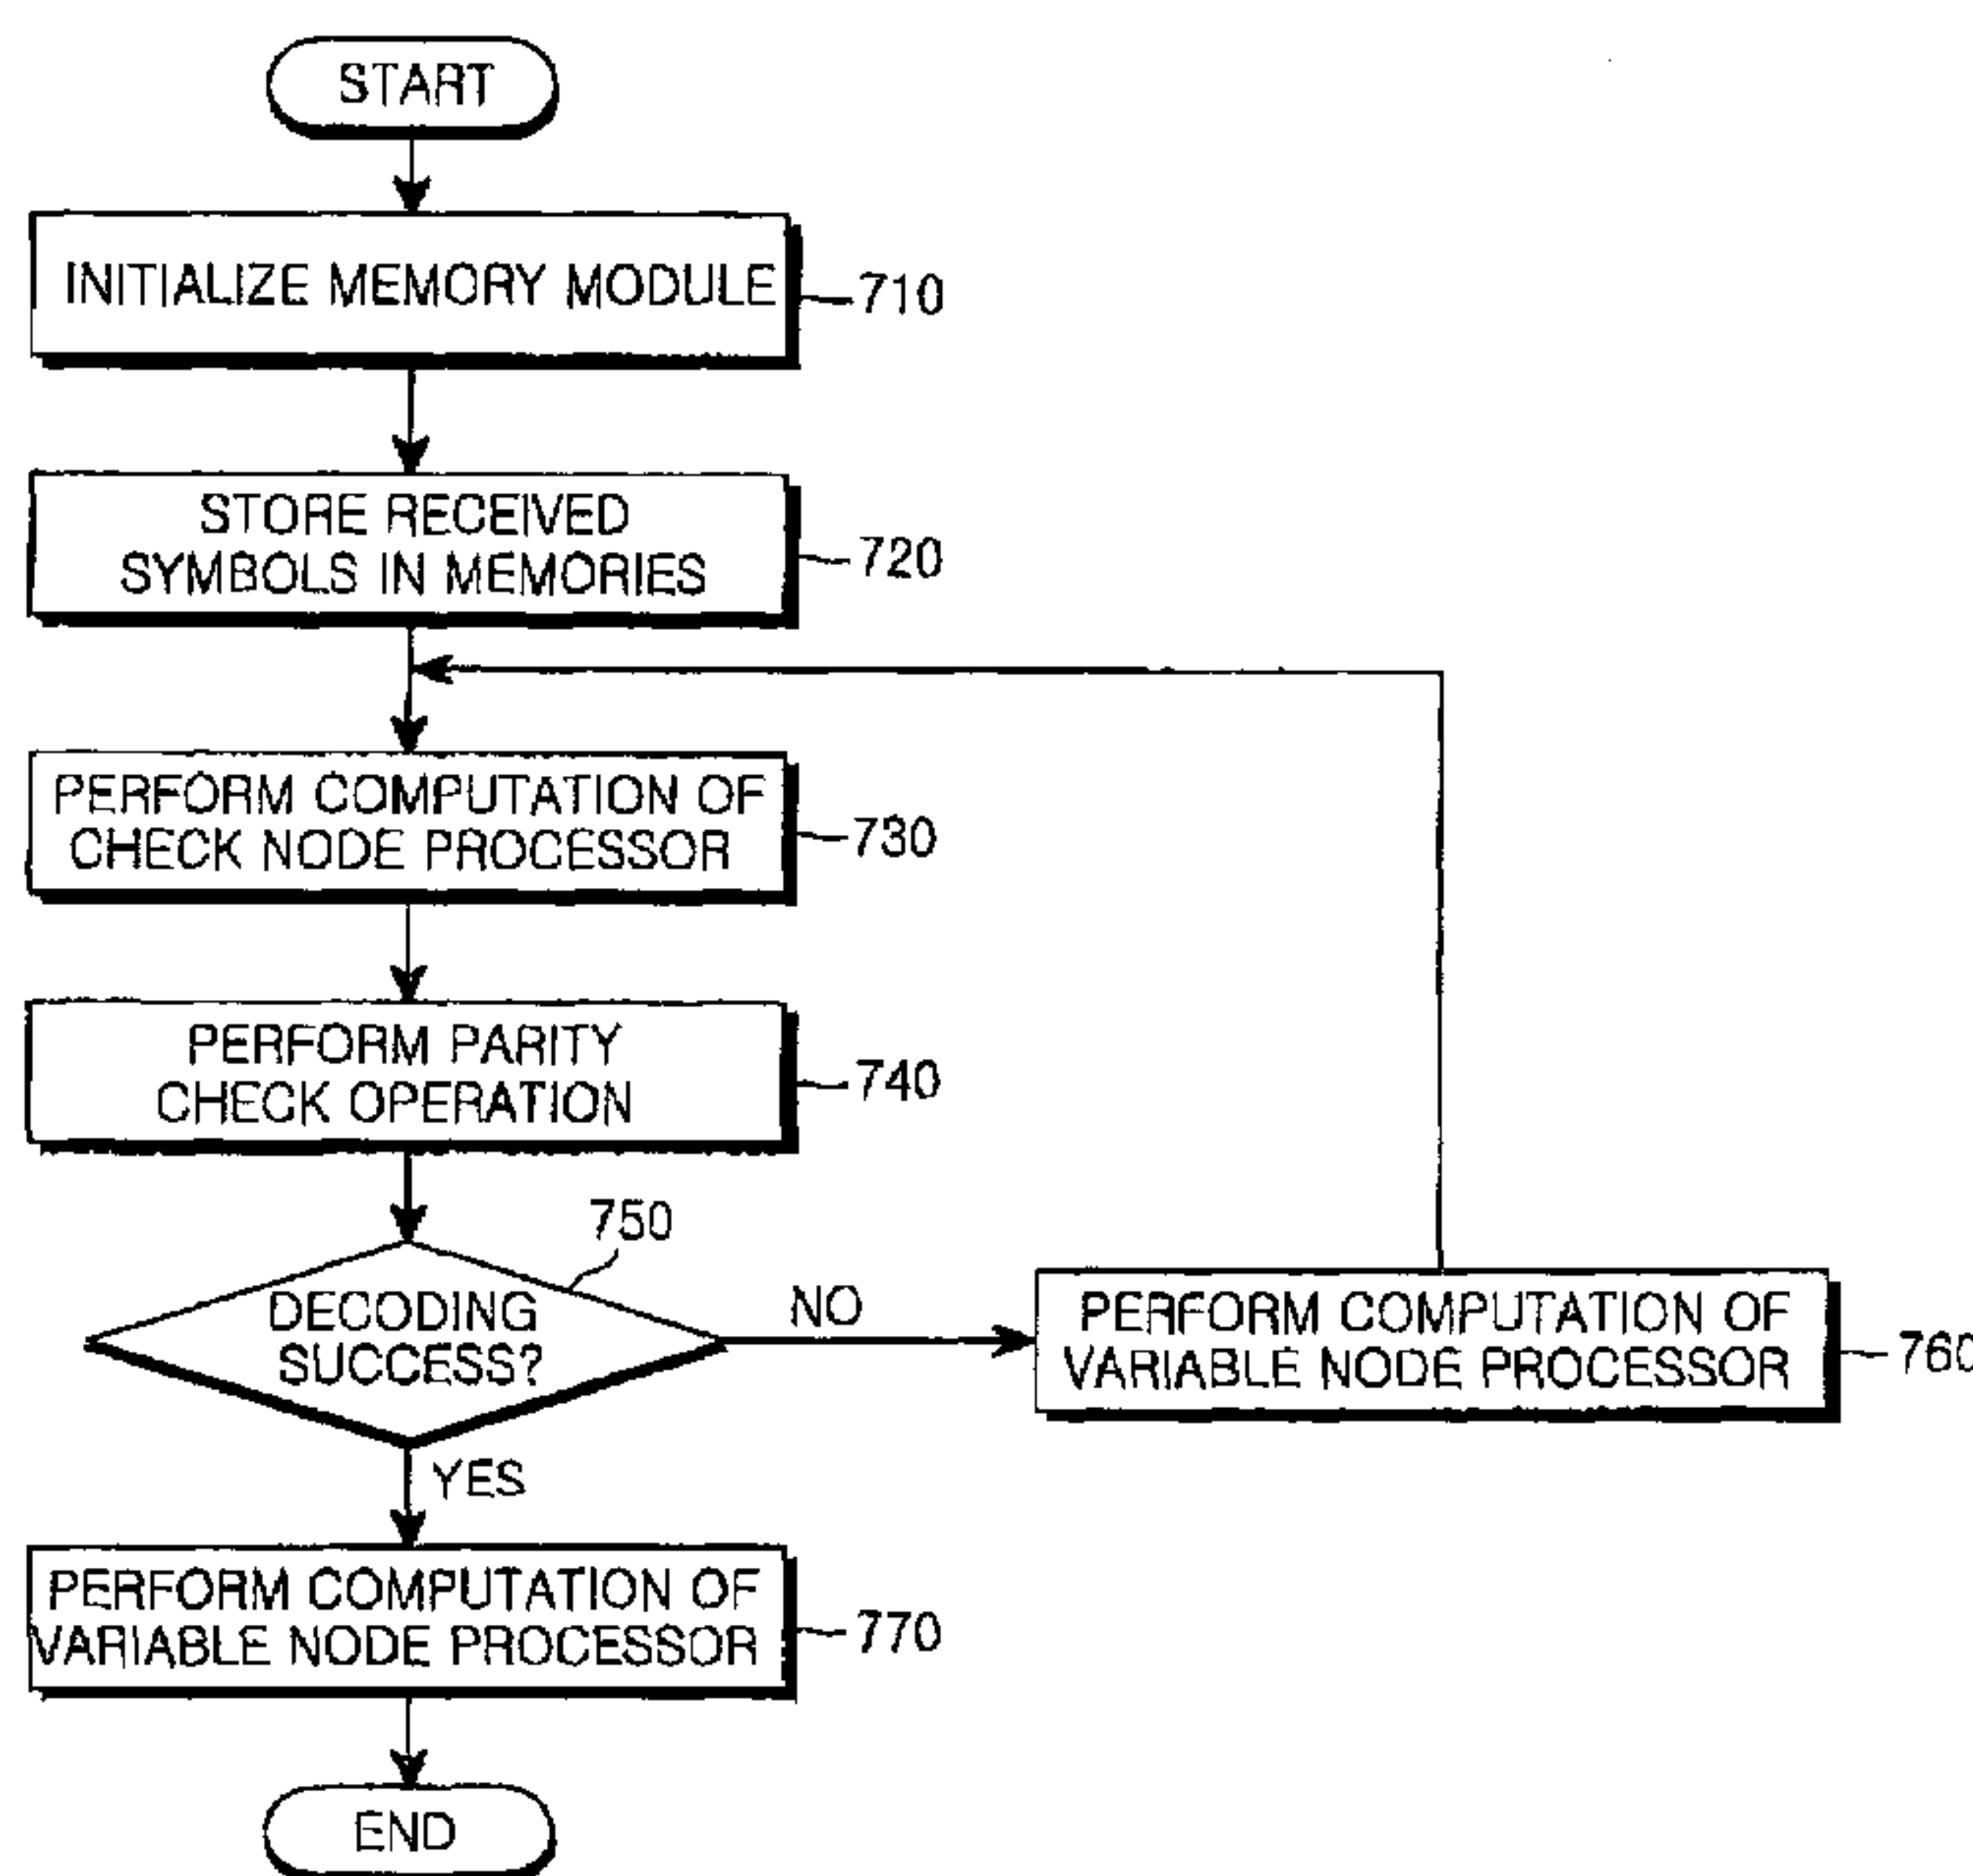 START
INITIALIZE MEMORY MODULE
710
STORE RECEIVED
SYMBOLS IN MEMORIES
720
PERFORM COMPUTATION OF
CHECK NODE PROCESSOR
730
PERFORM PARITY
CHECK OPERATION
740
750
DECODING
SUCCESS?
NO
PERFORM COMPUTATION OF
VARIABLE NODE PROCESSOR
760
YES
PERFORM COMPUTATION OF
VARIABLE NODE PROCESSOR
770
END